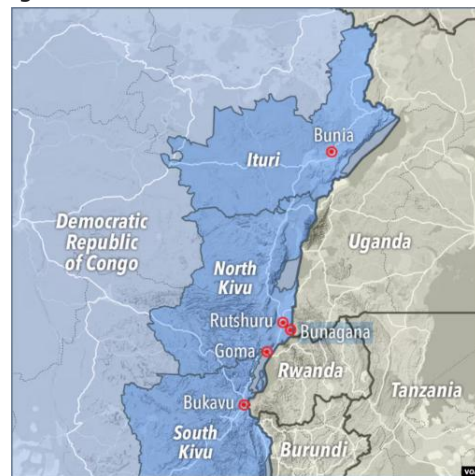 Bunia
Ituri
Democratic
Republic
of Congo
Uganda
North
Kivu
Rutshuru
Bunagana
Goma
Rwanda
Tanzania
Bukavu
South
Kivu
Burundi